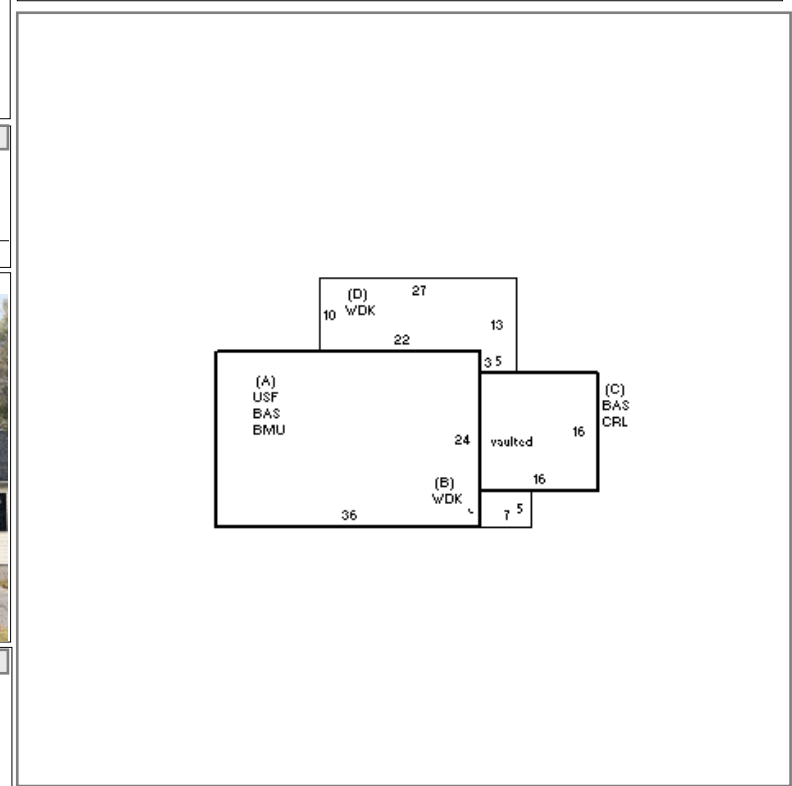 (D)
WDK
27
10
13
22
3 5
(A)
USF
BAS
BMU
(C)
BAS
CRL
24
vaulted
16
16
(B)
WDK
36
7 5